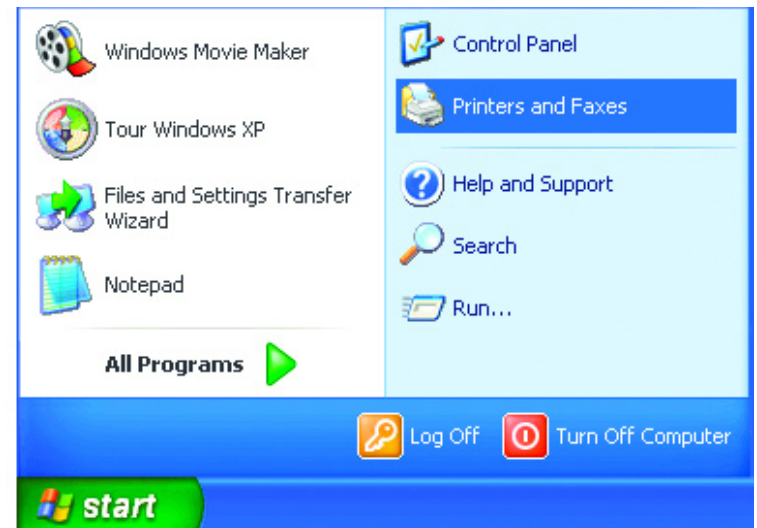 Windows Movie Maker
Tour Windows XP
Files and Settings Transfer
Wizard
Notepad
All Programs
Control Panel
Printers and Faxes
Help and Support
Search
Run...
Log Off
Turn Off Computer
start